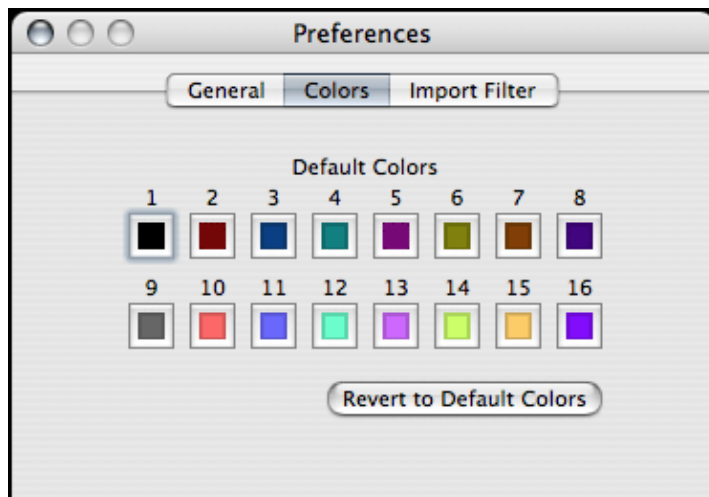 Preferences
General Colors Import Filter
Default Colors
1 2 3 4 5 6 7 8
9 10 11 12 13 14 15 16
Revert to Default Colors